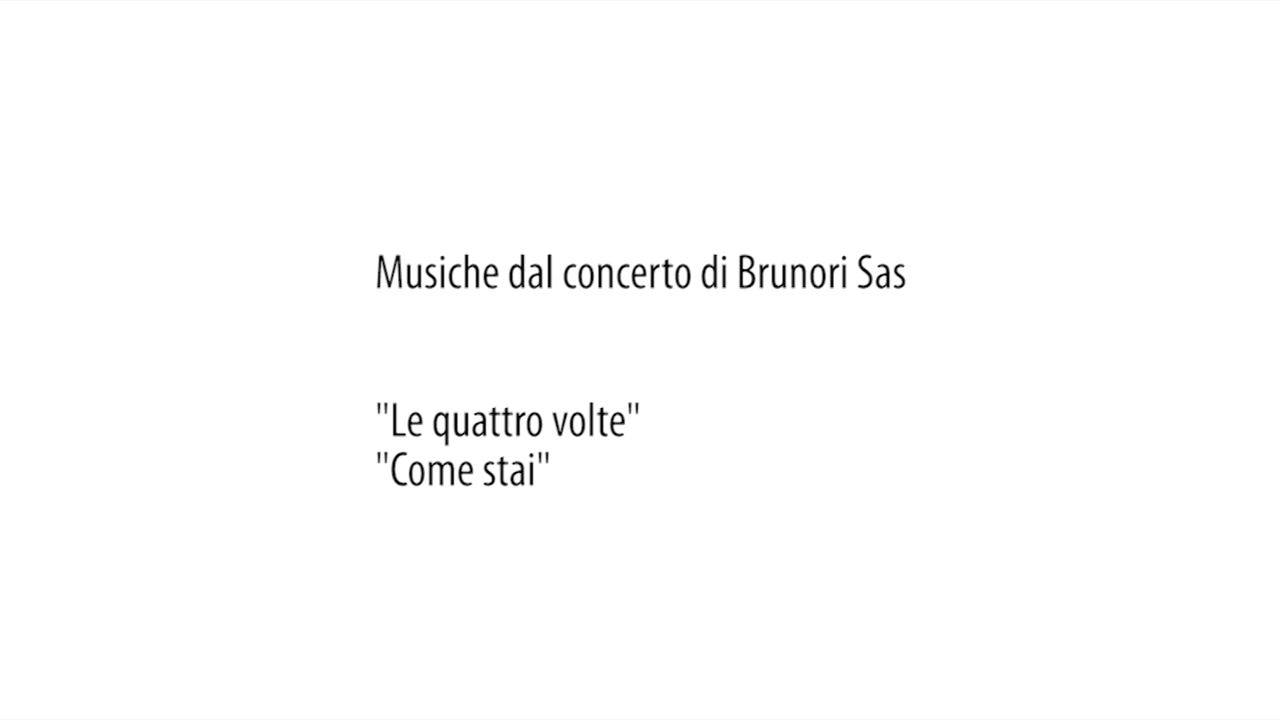 Musiche dal concerto di Brunori Sas
"Le quattro volte"
"Come stai"